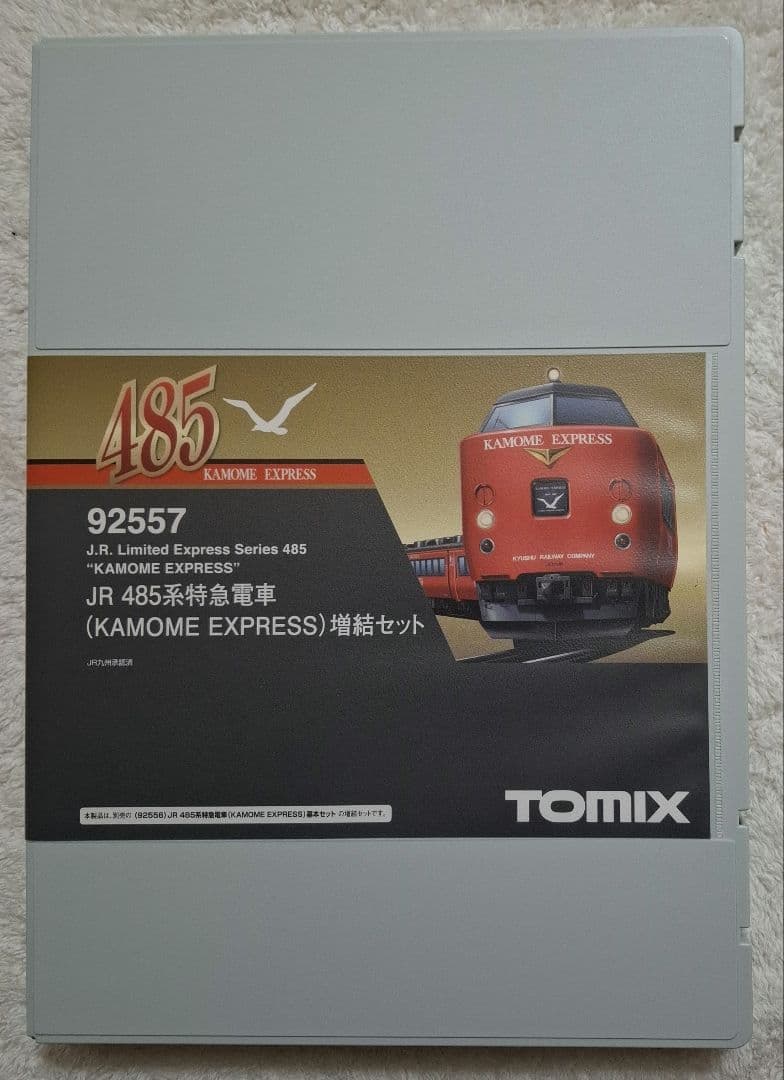 485
KAMOME EXPRESS
KAMOME EXPRESS
KYUSHU RAILWAY COMPANY
92557
J.R. Limited Express Series 485
“KAMOME EXPRESS”
JR 485系特急電車
(KAMOME EXPRESS)増結セット
JR九州承認済
TOMIX
本製品は、別売の(92556)JR 485系特急電車(KAMOME EXPRESS)基本セットの増結セットです。